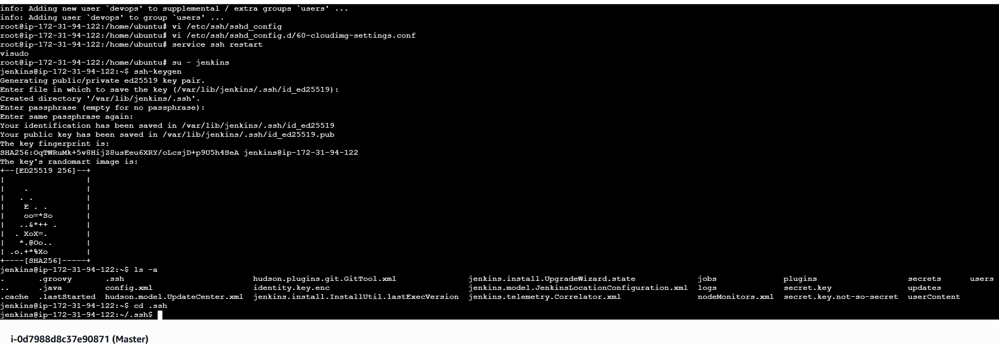 info: Adding new user `devops' to supplemental / extra groups `users' ...
info: Adding user `devops' to group `users' ...
root@ip-172-31-94-122:/home/ubuntu# vi /etc/ssh/sshd_config
root@ip-172-31-94-122:/home/ubuntu# vi /etc/ssh/sshd_config.d/60-cloudimg-settings.conf
root@ip-172-31-94-122:/home/ubuntu# service ssh restart
visudo
root@ip-172-31-94-122:/home/ubuntu# su - jenkins
jenkins@ip-172-31-94-122:~$ ssh-keygen
Generating public/private ed25519 key pair.
Enter file in which to save the key (/var/lib/jenkins/.ssh/id_ed25519):
Created directory '/var/lib/jenkins/.ssh'.
Enter passphrase (empty for no passphrase):
Enter same passphrase again:
Your identification has been saved in /var/lib/jenkins/.ssh/id_ed25519
Your public key has been saved in /var/lib/jenkins/.ssh/id_ed25519.pub
The key fingerprint is:
SHA256:OqTWRuMk+5v8HijZ8usEeu6XRY/oLcsjD+p9U5h4SeA jenkins@ip-172-31-94-122
The key's randomart image is:
+--[ED25519 256]--+
|                 |
|    .            |
|   . .           |
|    E . .        |
|    oo=*So       |
|   ..&*++ .      |
|  . XoX=.        |
|   *.@Oo..       |
| .o.+*%Xo        |
+----[SHA256]-----+
jenkins@ip-172-31-94-122:~$ ls -a
.       .groovy      .ssh                           hudson.plugins.git.GitTool.xml               jenkins.install.UpgradeWizard.state             jobs              plugins                   secrets      users
..      .java        config.xml                     identity.key.enc                             jenkins.model.JenkinsLocationConfiguration.xml  logs              secret.key                updates
.cache  .lastStarted  hudson.model.UpdateCenter.xml  jenkins.install.InstallUtil.lastExecVersion  jenkins.telemetry.Correlator.xml                nodeMonitors.xml  secret.key.not-so-secret  userContent
jenkins@ip-172-31-94-122:~$ cd .ssh
jenkins@ip-172-31-94-122:~/.ssh$
i-0d7988d8c37e90871 (Master)